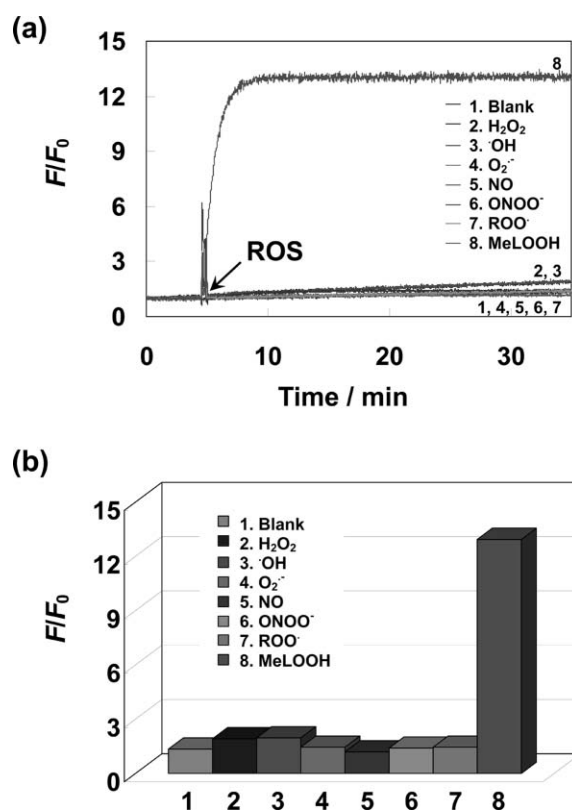 (a)
F/F₀
15
12
9
6
3
0
8
1. Blank
2. H₂O₂
3. ·OH
4. O₂·⁻
5. NO
6. ONOO⁻
7. ROO·
8. MeLOOH
ROS
2, 3
1, 4, 5, 6, 7
0 10 20 30
Time / min
(b)
F/F₀
15
12
9
6
3
0
1. Blank
2. H₂O₂
3. ·OH
4. O₂·⁻
5. NO
6. ONOO⁻
7. ROO·
8. MeLOOH
1 2 3 4 5 6 7 8